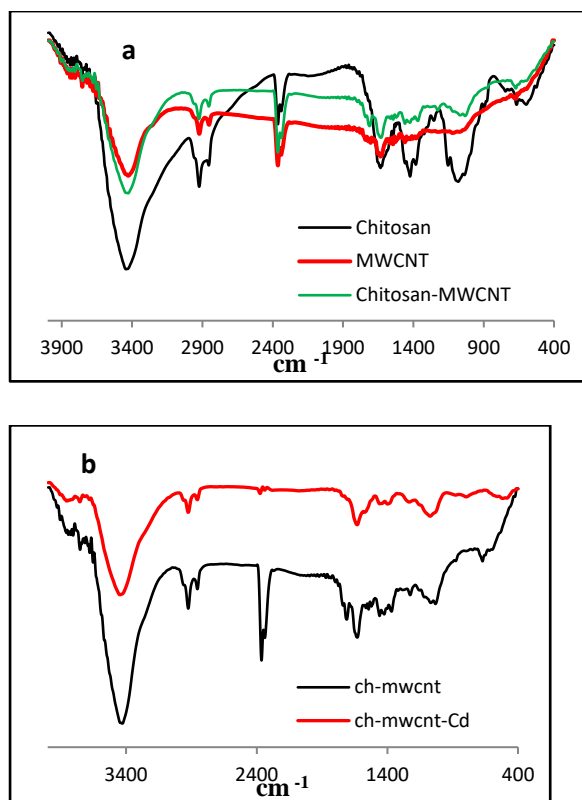 a
Chitosan
MWCNT
Chitosan-MWCNT
3900 3400 2900 2400 1900 1400 900 400
cm -1
b
ch-mwcnt
ch-mwcnt-Cd
3400 2400 1400 400
cm -1